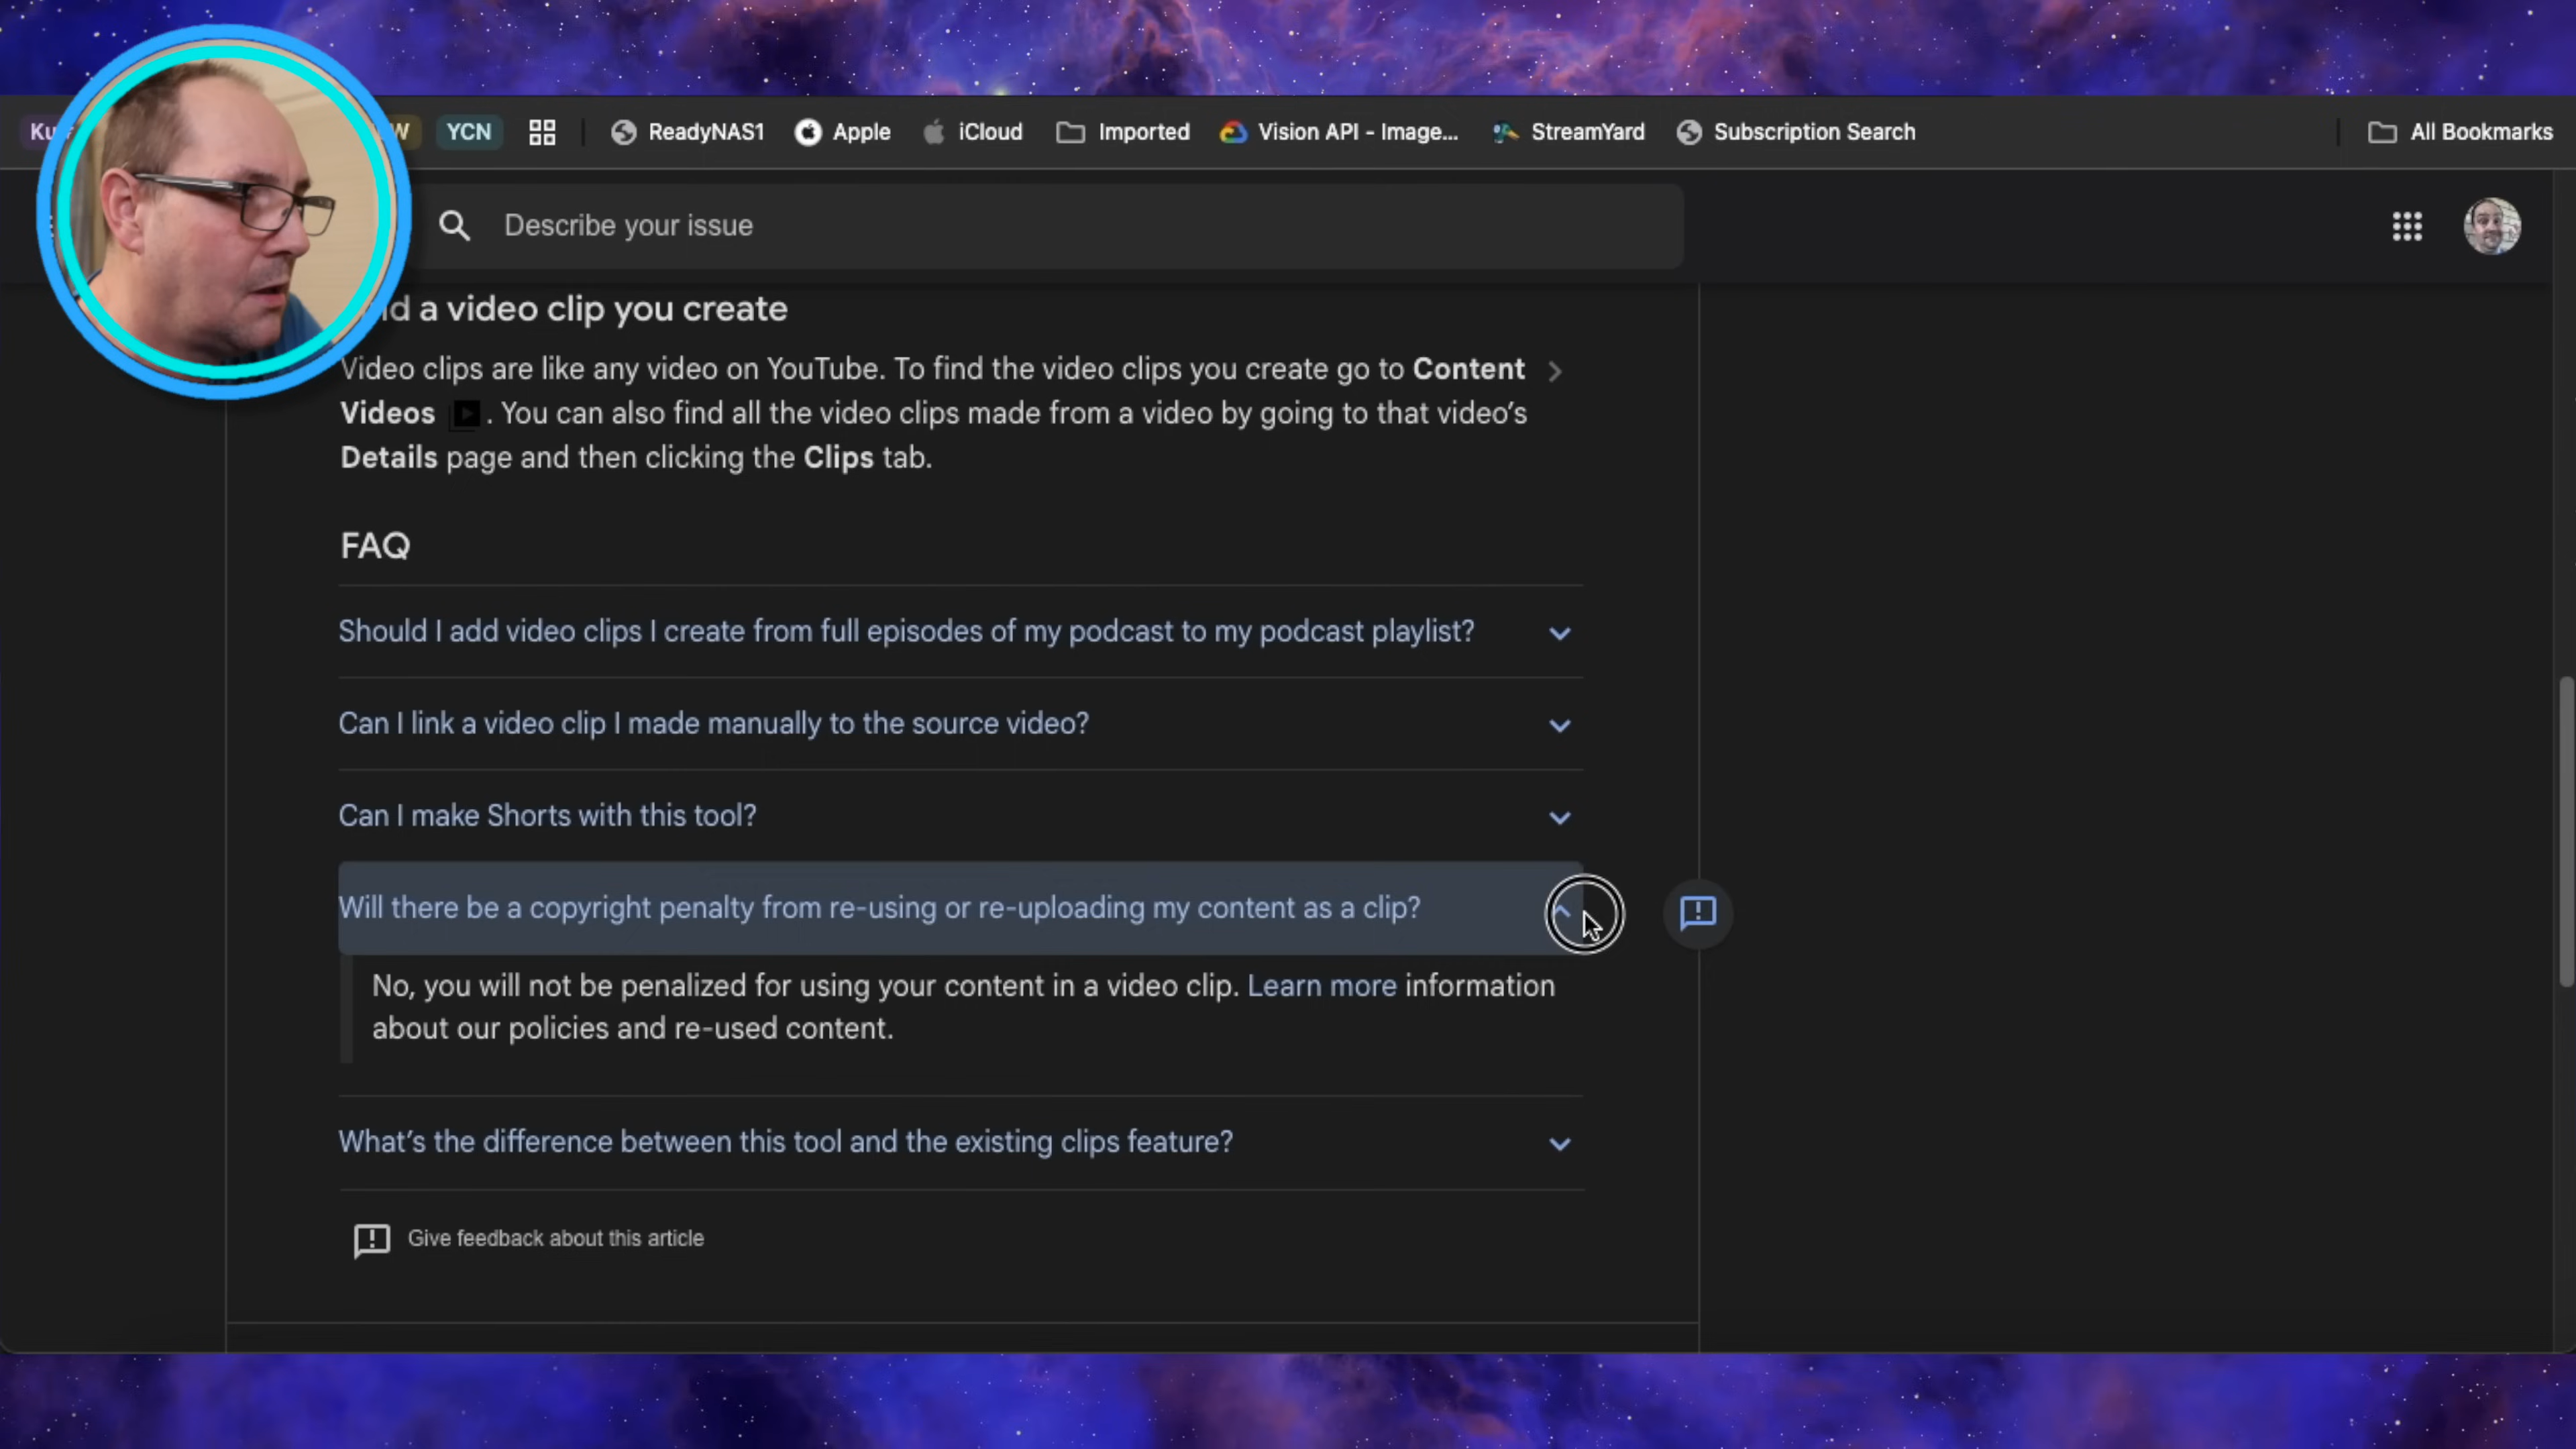 Ku
W
YCN
ReadyNAS1
Apple
iCloud
Imported
Vision API - Image...
StreamYard
Subscription Search
All Bookmarks
Describe your issue
d a video clip you create
Video clips are like any video on YouTube. To find the video clips you create go to Content
Videos . You can also find all the video clips made from a video by going to that video's
Details page and then clicking the Clips tab.
FAQ
Should I add video clips I create from full episodes of my podcast to my podcast playlist?
Can I link a video clip I made manually to the source video?
Can I make Shorts with this tool?
Will there be a copyright penalty from re-using or re-uploading my content as a clip?
No, you will not be penalized for using your content in a video clip. Learn more information
about our policies and re-used content.
What's the difference between this tool and the existing clips feature?
Give feedback about this article